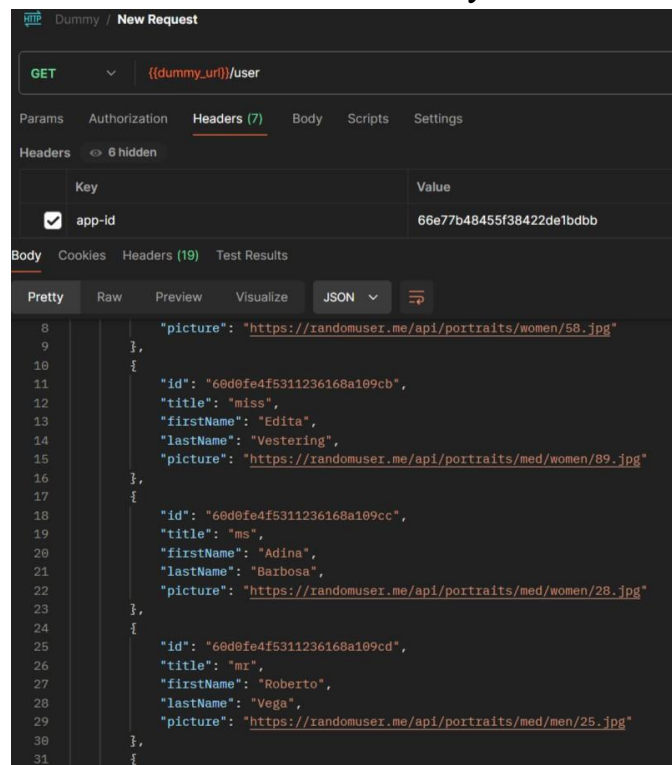 HTTP Dummy / New Request
GET {{dummy_url}}/user
Params Authorization Headers (7) Body Scripts Settings
Headers 6 hidden
Key Value
app-id 66e77b48455f38422de1bdbb
Body Cookies Headers (19) Test Results
Pretty Raw Preview Visualize JSON
8 "picture": "https://randomuser.me/api/portraits/women/58.jpg"
9 },
10 {
11 "id": "60d0fe4f5311236168a109cb",
12 "title": "miss",
13 "firstName": "Edita",
14 "lastName": "Vestering",
15 "picture": "https://randomuser.me/api/portraits/med/women/89.jpg"
16 },
17 {
18 "id": "60d0fe4f5311236168a109cc",
19 "title": "ms",
20 "firstName": "Adina",
21 "lastName": "Barbosa",
22 "picture": "https://randomuser.me/api/portraits/med/women/28.jpg"
23 },
24 {
25 "id": "60d0fe4f5311236168a109cd",
26 "title": "mr",
27 "firstName": "Roberto",
28 "lastName": "Vega",
29 "picture": "https://randomuser.me/api/portraits/med/men/25.jpg"
30 },
31 {